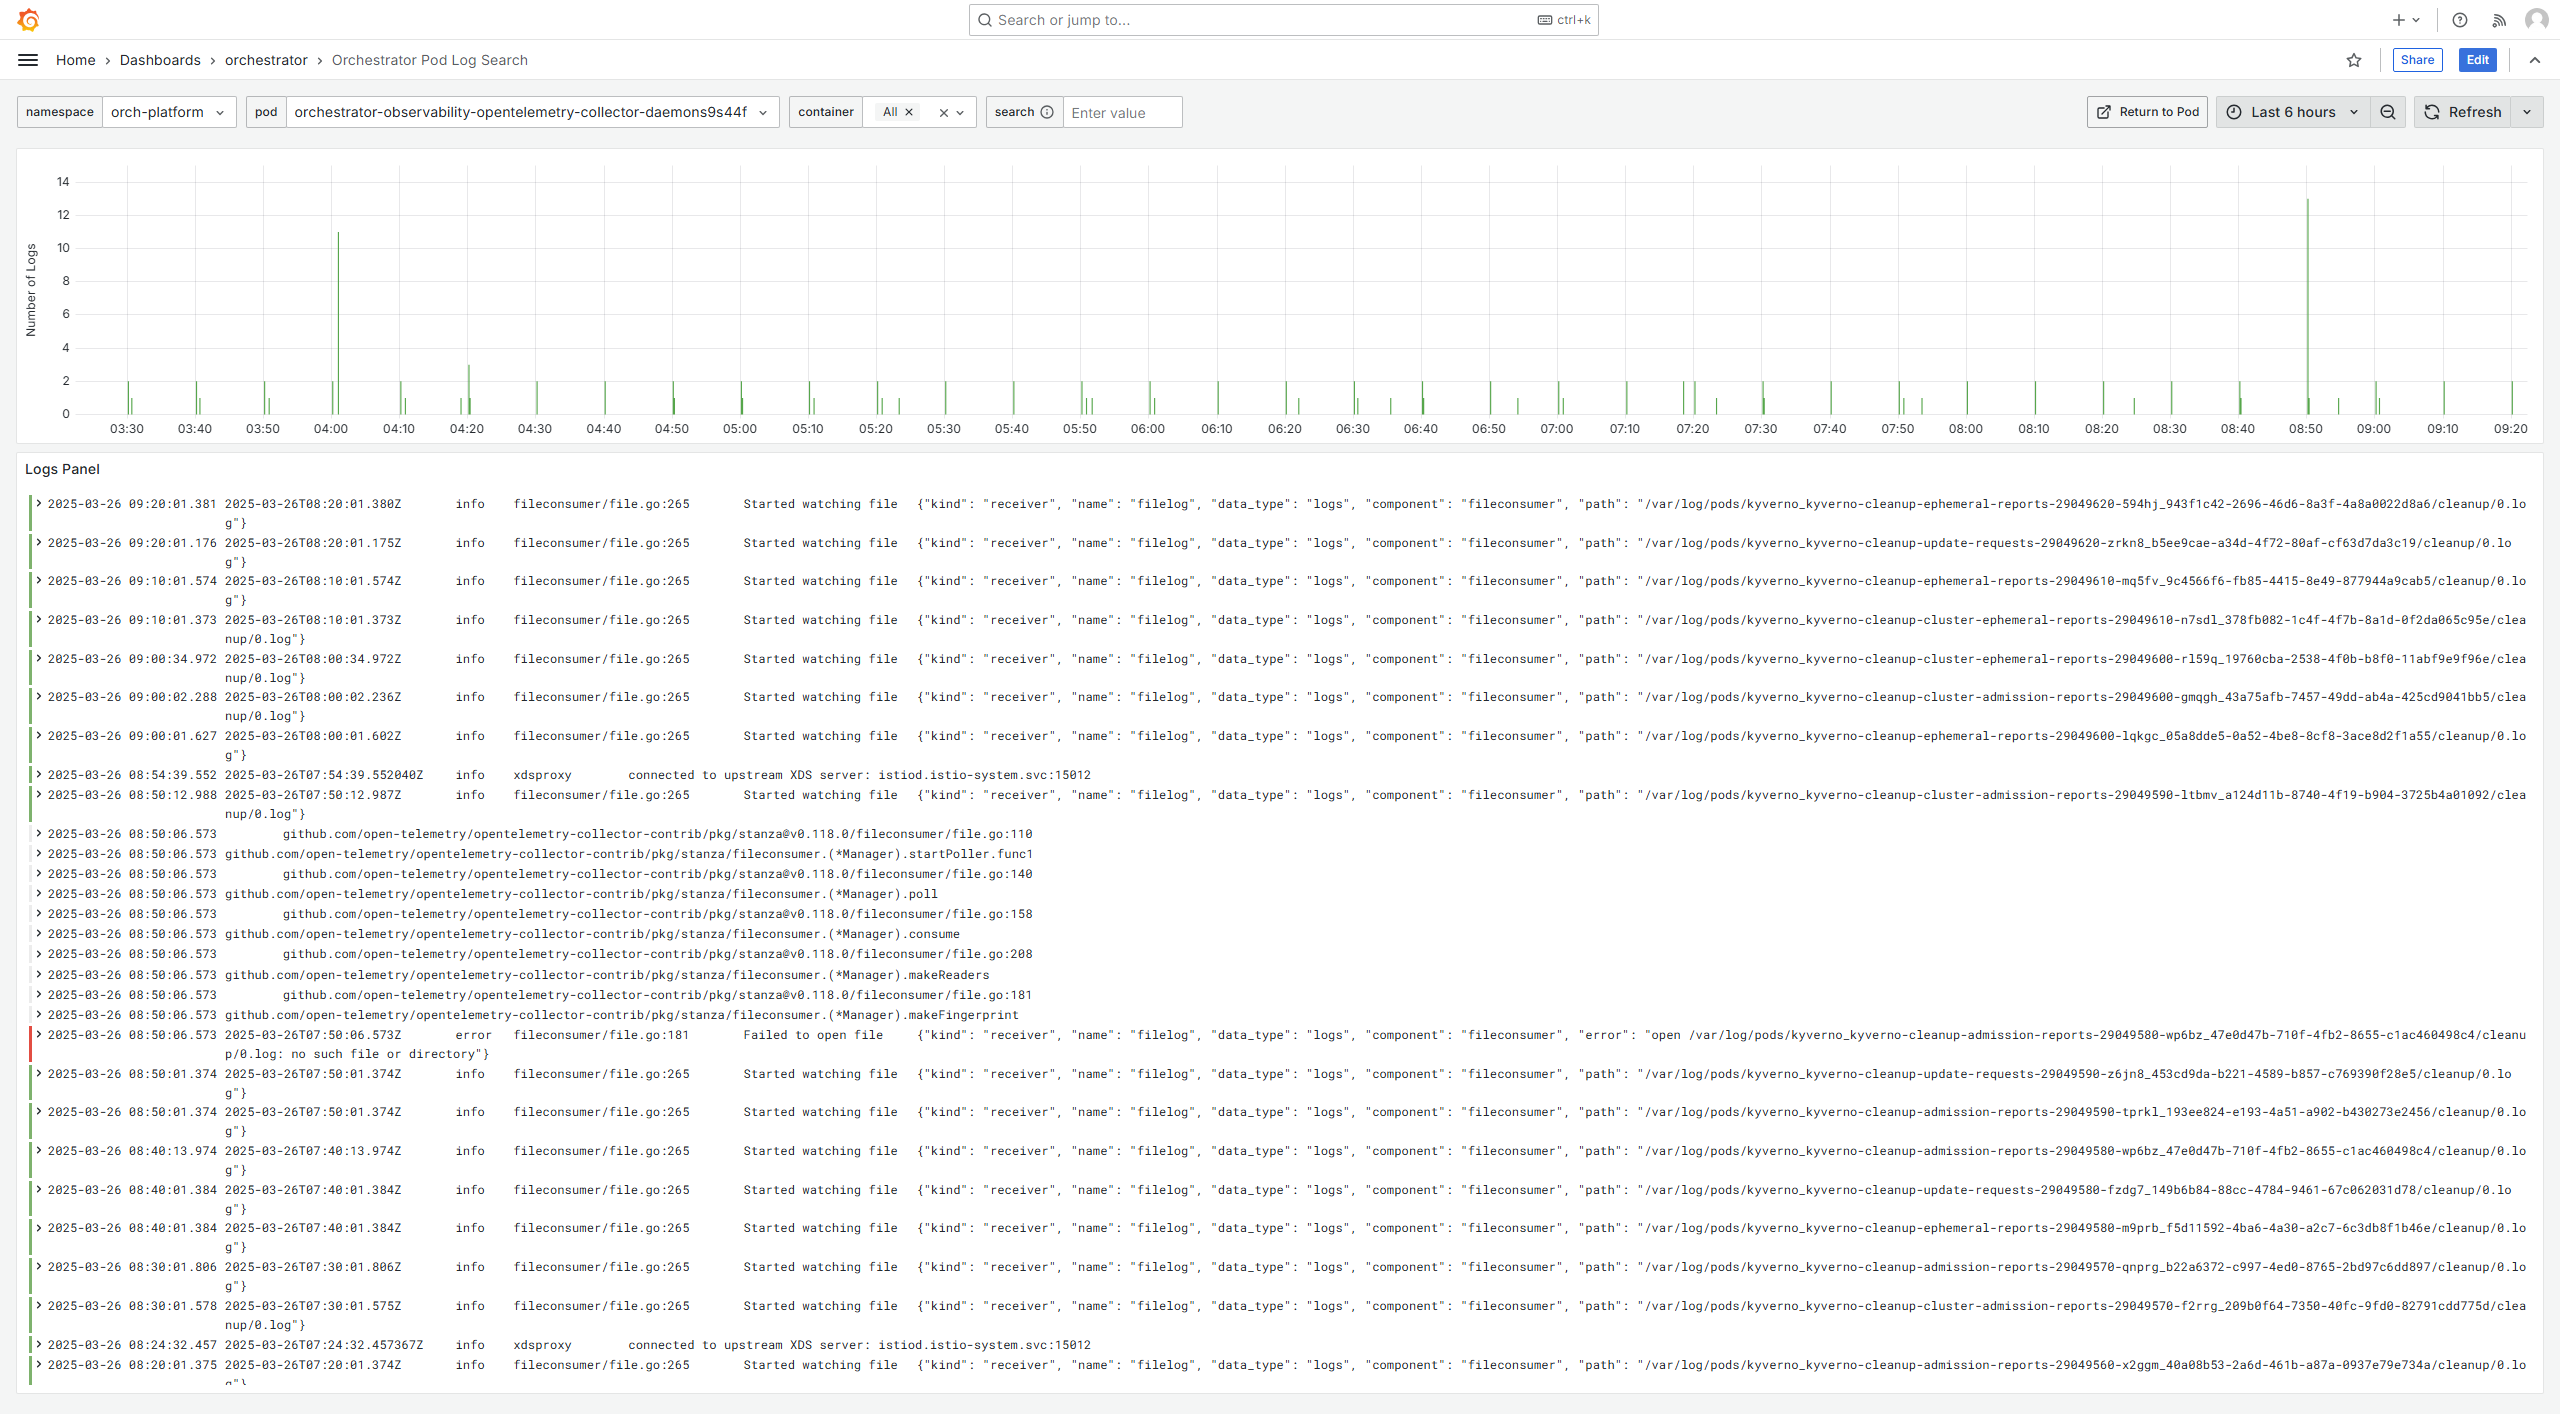 Search or jump to...
ctrl+k
Home › Dashboards › orchestrator › Orchestrator Pod Log Search
Share
Edit
namespace orch-platform pod orchestrator-observability-opentelemetry-collector-daemons9s44f container All search Enter value
Return to Pod Last 6 hours Refresh
Number of Logs
14
12
10
8
6
4
2
0
03:30 03:40 03:50 04:00 04:10 04:20 04:30 04:40 04:50 05:00 05:10 05:20 05:30 05:40 05:50 06:00 06:10 06:20 06:30 06:40 06:50 07:00 07:10 07:20 07:30 07:40 07:50 08:00 08:10 08:20 08:30 08:40 08:50 09:00 09:10 09:20
Logs Panel
2025-03-26 09:20:01.381 2025-03-26T08:20:01.380Z info fileconsumer/file.go:265 Started watching file {"kind": "receiver", "name": "filelog", "data_type": "logs", "component": "fileconsumer", "path": "/var/log/pods/kyverno_kyverno-cleanup-ephemeral-reports-29049620-594hj_943f1c42-2696-46d6-8a3f-4a8a0022d8a6/cleanup/0.lo
g"}
2025-03-26 09:20:01.176 2025-03-26T08:20:01.175Z info fileconsumer/file.go:265 Started watching file {"kind": "receiver", "name": "filelog", "data_type": "logs", "component": "fileconsumer", "path": "/var/log/pods/kyverno_kyverno-cleanup-update-requests-29049620-zrkn8_b5ee9cae-a34d-4f72-80af-cf63d7da3c19/cleanup/0.lo
g"}
2025-03-26 09:10:01.574 2025-03-26T08:10:01.574Z info fileconsumer/file.go:265 Started watching file {"kind": "receiver", "name": "filelog", "data_type": "logs", "component": "fileconsumer", "path": "/var/log/pods/kyverno_kyverno-cleanup-ephemeral-reports-29049610-mq5fv_9c4566f6-fb85-4415-8e49-877944a9cab5/cleanup/0.lo
g"}
2025-03-26 09:10:01.373 2025-03-26T08:10:01.373Z info fileconsumer/file.go:265 Started watching file {"kind": "receiver", "name": "filelog", "data_type": "logs", "component": "fileconsumer", "path": "/var/log/pods/kyverno_kyverno-cleanup-cluster-ephemeral-reports-29049610-n7sdl_378fb082-1c4f-4f7b-8a1d-0f2da065c95e/clea
nup/0.log"}
2025-03-26 09:00:34.972 2025-03-26T08:00:34.972Z info fileconsumer/file.go:265 Started watching file {"kind": "receiver", "name": "filelog", "data_type": "logs", "component": "fileconsumer", "path": "/var/log/pods/kyverno_kyverno-cleanup-cluster-ephemeral-reports-29049600-rl59q_19760cba-2538-4f0b-b8f0-11abf9e9f96e/clea
nup/0.log"}
2025-03-26 09:00:02.288 2025-03-26T08:00:02.236Z info fileconsumer/file.go:265 Started watching file {"kind": "receiver", "name": "filelog", "data_type": "logs", "component": "fileconsumer", "path": "/var/log/pods/kyverno_kyverno-cleanup-cluster-admission-reports-29049600-gmqgh_43a75afb-7457-49dd-ab4a-425cd9041bb5/clea
nup/0.log"}
2025-03-26 09:00:01.627 2025-03-26T08:00:01.602Z info fileconsumer/file.go:265 Started watching file {"kind": "receiver", "name": "filelog", "data_type": "logs", "component": "fileconsumer", "path": "/var/log/pods/kyverno_kyverno-cleanup-ephemeral-reports-29049600-lqkgc_05a8dde5-0a52-4be8-8cf8-3ace8d2f1a55/cleanup/0.lo
g"}
2025-03-26 08:54:39.552 2025-03-26T07:54:39.552040Z info xdsproxy connected to upstream XDS server: istiod.istio-system.svc:15012
2025-03-26 08:50:12.988 2025-03-26T07:50:12.987Z info fileconsumer/file.go:265 Started watching file {"kind": "receiver", "name": "filelog", "data_type": "logs", "component": "fileconsumer", "path": "/var/log/pods/kyverno_kyverno-cleanup-cluster-admission-reports-29049590-ltbmv_a124d11b-8740-4f19-b904-3725b4a01092/clea
nup/0.log"}
2025-03-26 08:50:06.573 github.com/open-telemetry/opentelemetry-collector-contrib/pkg/stanza@v0.118.0/fileconsumer/file.go:110
2025-03-26 08:50:06.573 github.com/open-telemetry/opentelemetry-collector-contrib/pkg/stanza/fileconsumer.(*Manager).startPoller.func1
2025-03-26 08:50:06.573 github.com/open-telemetry/opentelemetry-collector-contrib/pkg/stanza@v0.118.0/fileconsumer/file.go:140
2025-03-26 08:50:06.573 github.com/open-telemetry/opentelemetry-collector-contrib/pkg/stanza/fileconsumer.(*Manager).poll
2025-03-26 08:50:06.573 github.com/open-telemetry/opentelemetry-collector-contrib/pkg/stanza@v0.118.0/fileconsumer/file.go:158
2025-03-26 08:50:06.573 github.com/open-telemetry/opentelemetry-collector-contrib/pkg/stanza/fileconsumer.(*Manager).consume
2025-03-26 08:50:06.573 github.com/open-telemetry/opentelemetry-collector-contrib/pkg/stanza@v0.118.0/fileconsumer/file.go:208
2025-03-26 08:50:06.573 github.com/open-telemetry/opentelemetry-collector-contrib/pkg/stanza/fileconsumer.(*Manager).makeReaders
2025-03-26 08:50:06.573 github.com/open-telemetry/opentelemetry-collector-contrib/pkg/stanza@v0.118.0/fileconsumer/file.go:181
2025-03-26 08:50:06.573 github.com/open-telemetry/opentelemetry-collector-contrib/pkg/stanza/fileconsumer.(*Manager).makeFingerprint
2025-03-26 08:50:06.573 2025-03-26T07:50:06.573Z error fileconsumer/file.go:181 Failed to open file {"kind": "receiver", "name": "filelog", "data_type": "logs", "component": "fileconsumer", "error": "open /var/log/pods/kyverno_kyverno-cleanup-admission-reports-29049580-wp6bz_47e0d47b-710f-4fb2-8655-c1ac460498c4/cleanu
p/0.log: no such file or directory"}
2025-03-26 08:50:01.374 2025-03-26T07:50:01.374Z info fileconsumer/file.go:265 Started watching file {"kind": "receiver", "name": "filelog", "data_type": "logs", "component": "fileconsumer", "path": "/var/log/pods/kyverno_kyverno-cleanup-update-requests-29049590-z6jn8_453cd9da-b221-4589-b857-c769390f28e5/cleanup/0.lo
g"}
2025-03-26 08:50:01.374 2025-03-26T07:50:01.374Z info fileconsumer/file.go:265 Started watching file {"kind": "receiver", "name": "filelog", "data_type": "logs", "component": "fileconsumer", "path": "/var/log/pods/kyverno_kyverno-cleanup-admission-reports-29049590-tprkl_193ee824-e193-4a51-a902-b430273e2456/cleanup/0.lo
g"}
2025-03-26 08:40:13.974 2025-03-26T07:40:13.974Z info fileconsumer/file.go:265 Started watching file {"kind": "receiver", "name": "filelog", "data_type": "logs", "component": "fileconsumer", "path": "/var/log/pods/kyverno_kyverno-cleanup-admission-reports-29049580-wp6bz_47e0d47b-710f-4fb2-8655-c1ac460498c4/cleanup/0.lo
g"}
2025-03-26 08:40:01.384 2025-03-26T07:40:01.384Z info fileconsumer/file.go:265 Started watching file {"kind": "receiver", "name": "filelog", "data_type": "logs", "component": "fileconsumer", "path": "/var/log/pods/kyverno_kyverno-cleanup-update-requests-29049580-fzdg7_149b6b84-88cc-4784-9461-67c062031d78/cleanup/0.lo
g"}
2025-03-26 08:40:01.384 2025-03-26T07:40:01.384Z info fileconsumer/file.go:265 Started watching file {"kind": "receiver", "name": "filelog", "data_type": "logs", "component": "fileconsumer", "path": "/var/log/pods/kyverno_kyverno-cleanup-ephemeral-reports-29049580-m9prb_f5d11592-4ba6-4a30-a2c7-6c3db8f1b46e/cleanup/0.lo
g"}
2025-03-26 08:30:01.806 2025-03-26T07:30:01.806Z info fileconsumer/file.go:265 Started watching file {"kind": "receiver", "name": "filelog", "data_type": "logs", "component": "fileconsumer", "path": "/var/log/pods/kyverno_kyverno-cleanup-admission-reports-29049570-qnprg_b22a6372-c997-4ed0-8765-2bd97c6dd897/cleanup/0.lo
g"}
2025-03-26 08:30:01.578 2025-03-26T07:30:01.575Z info fileconsumer/file.go:265 Started watching file {"kind": "receiver", "name": "filelog", "data_type": "logs", "component": "fileconsumer", "path": "/var/log/pods/kyverno_kyverno-cleanup-cluster-admission-reports-29049570-f2rrg_209b0f64-7350-40fc-9fd0-82791cdd775d/clea
nup/0.log"}
2025-03-26 08:24:32.457 2025-03-26T07:24:32.457367Z info xdsproxy connected to upstream XDS server: istiod.istio-system.svc:15012
2025-03-26 08:20:01.375 2025-03-26T07:20:01.374Z info fileconsumer/file.go:265 Started watching file {"kind": "receiver", "name": "filelog", "data_type": "logs", "component": "fileconsumer", "path": "/var/log/pods/kyverno_kyverno-cleanup-admission-reports-29049560-x2ggm_40a08b53-2a6d-461b-a87a-0937e79e734a/cleanup/0.lo
g"}